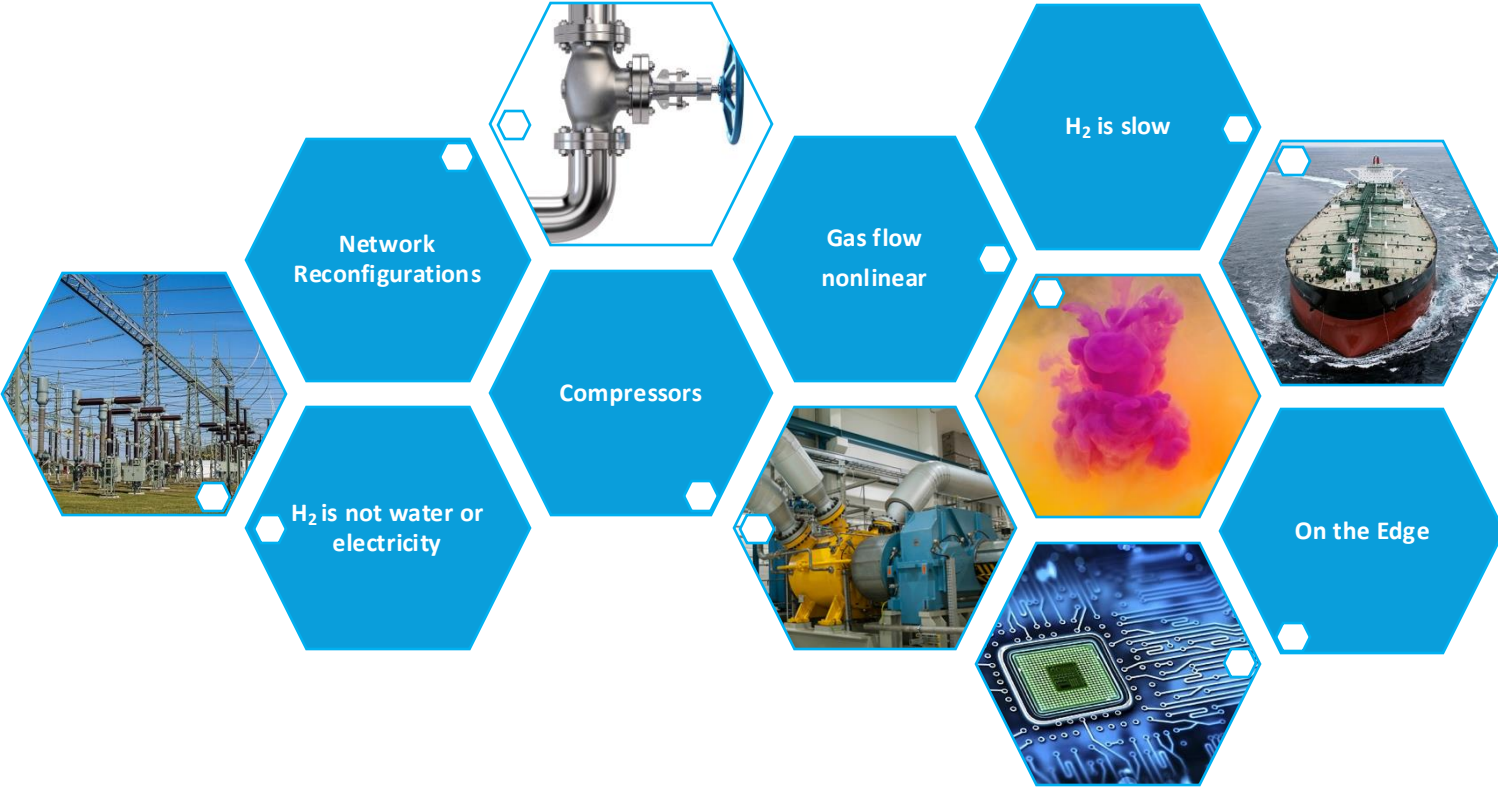 Network
Reconfigurations
H₂ is not water or
electricity
Compressors
Gas flow
nonlinear
H₂ is slow
On the Edge